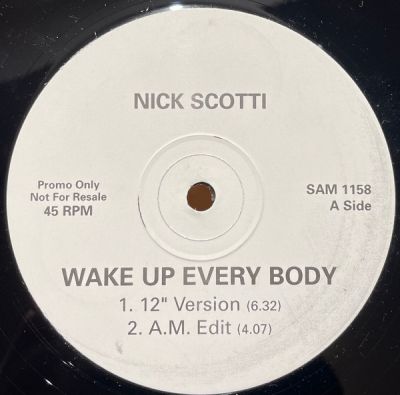 NICK SCOTTI
Promo Only
Not For Resale
45 RPM
SAM 1158
A Side
WAKE UP EVERY BODY
1. 12" Version (6.32)
2. A.M. Edit (4.07)